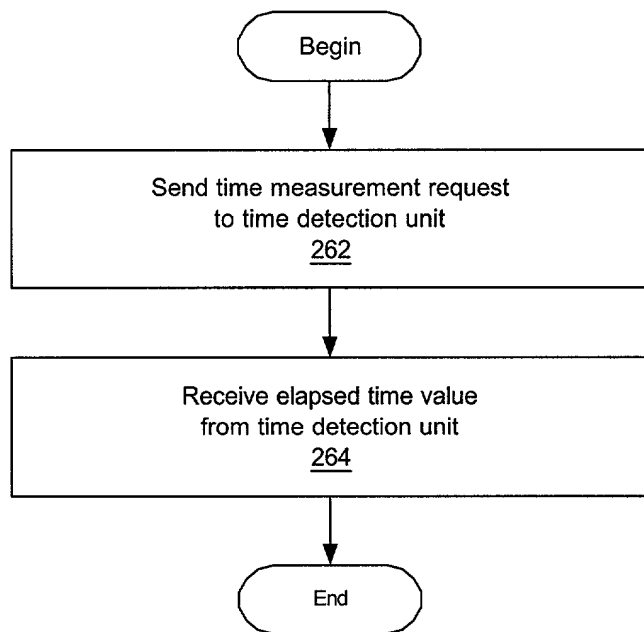 Begin
Send time measurement request
to time detection unit
262
Receive elapsed time value
from time detection unit
264
End